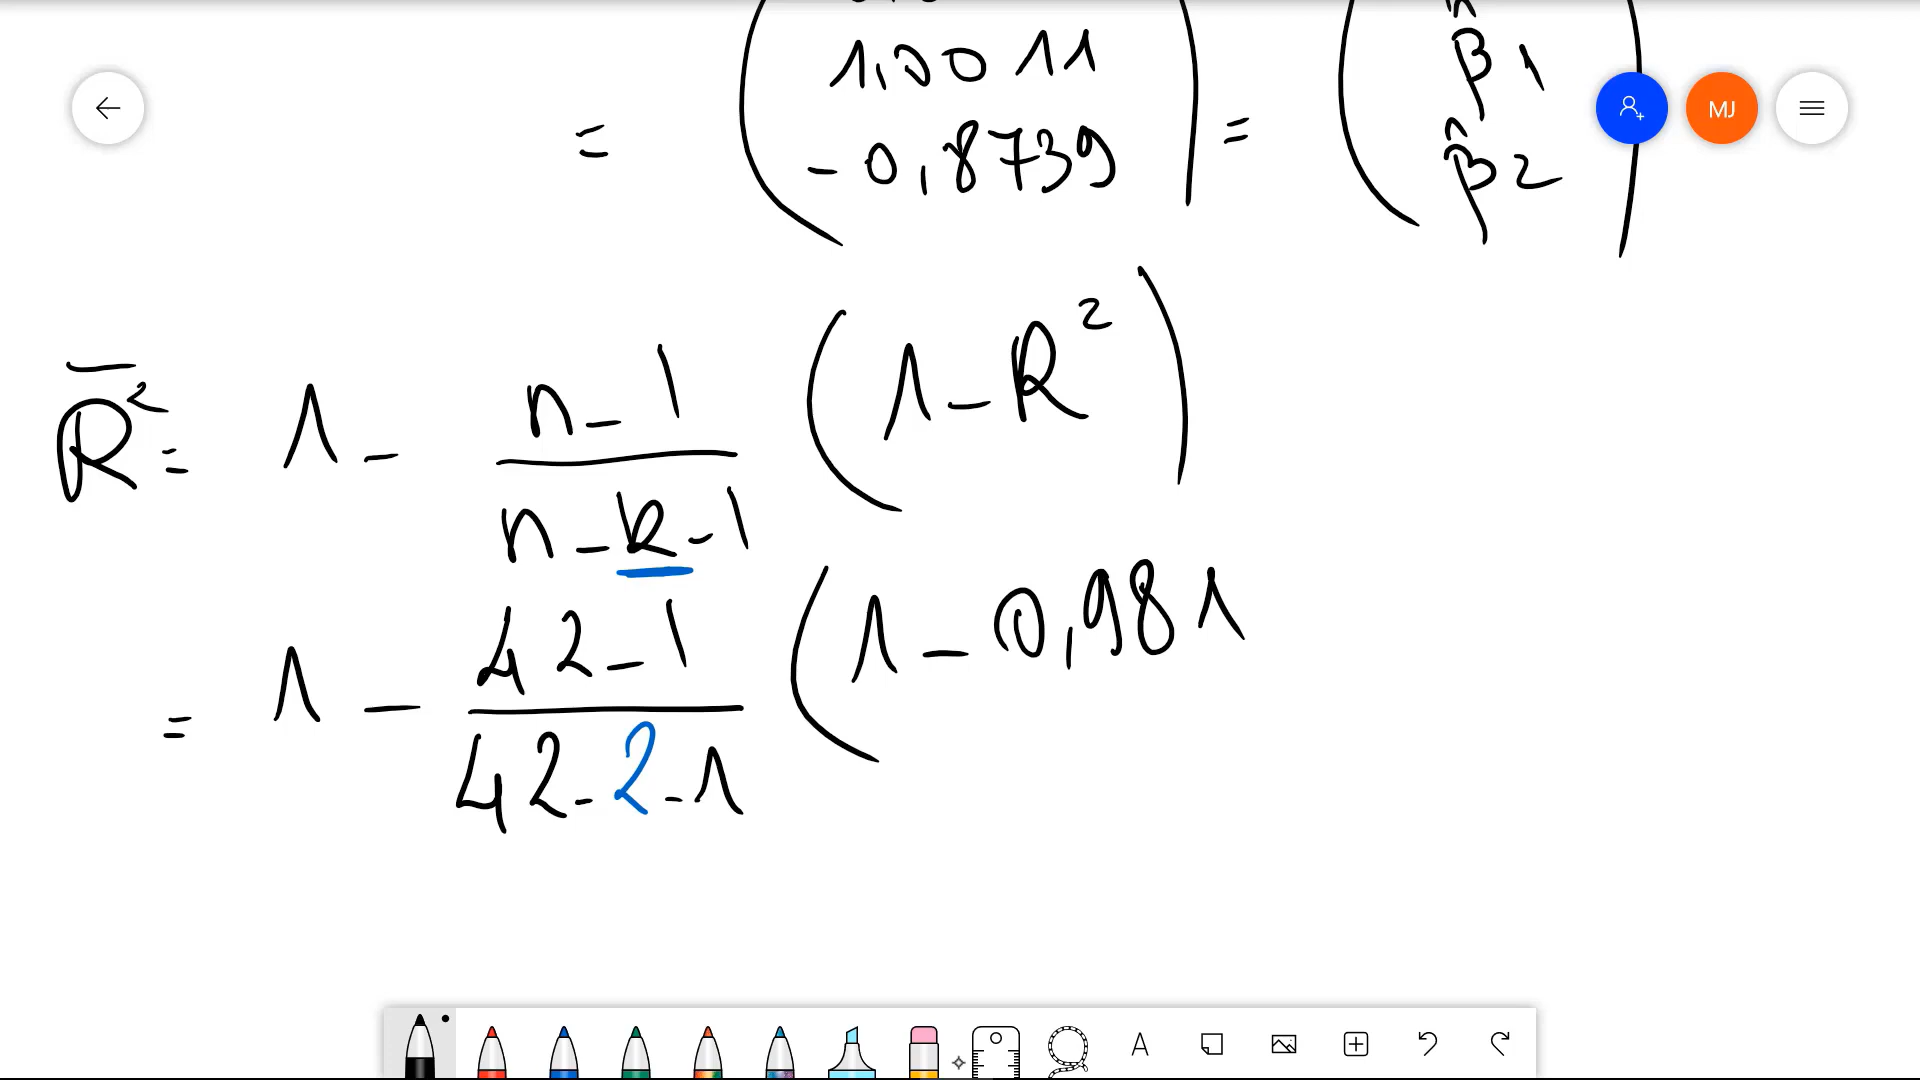 1,0011
= -0,8739 = β̂1
β̂2
MJ
R̄² = 1 - (n-1)/(n-k-1) (1-R²)
= 1 - (42-1)/(42-2-1) (1-0,981
A